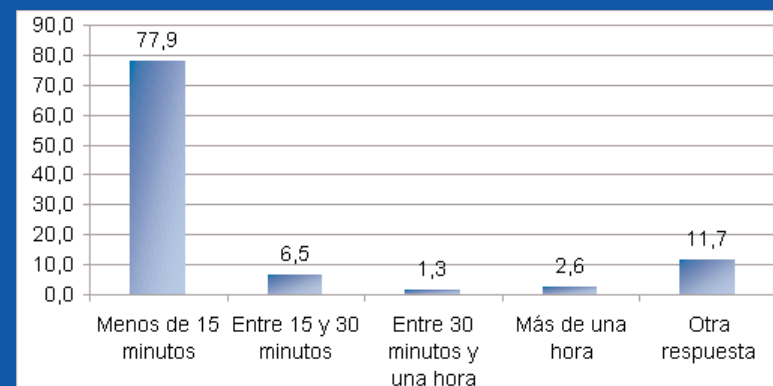 90,0
80,0
70,0
60,0
50,0
40,0
30,0
20,0
10,0
0,0
77,9
6,5
1,3
2,6
11,7
Menos de 15
minutos
Entre 15 y 30
minutos
Entre 30
minutos y
una hora
Más de una
hora
Otra
respuesta